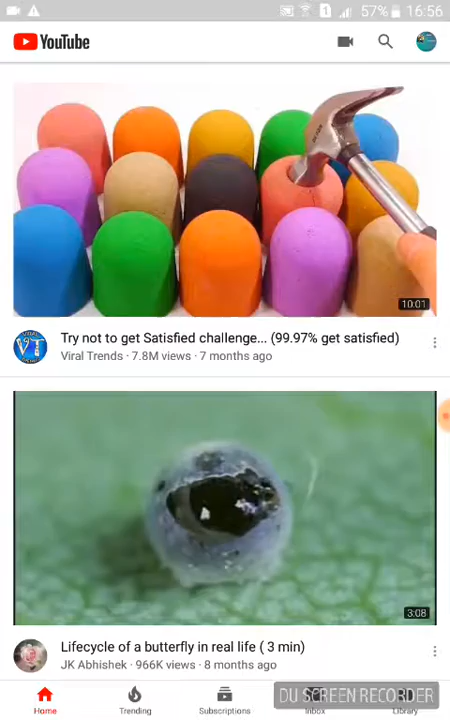 57% 16:56
YouTube
10:01
Try not to get Satisfied challenge... (99.97% get satisfied)
Viral Trends · 7.8M views · 7 months ago
3:08
Lifecycle of a butterfly in real life ( 3 min)
JK Abhishek · 966K views · 8 months ago
DU SCREEN RECORDER
Home Trending Subscriptions Inbox Library